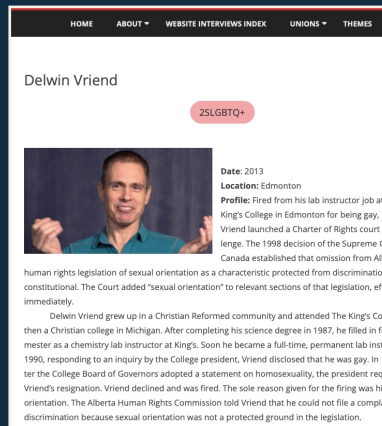 HOME ABOUT WEBSITE INTERVIEWS INDEX UNIONS THEMES
Delwin Vriend
2SLGBTQ+
Date: 2013
Location: Edmonton
Profile: Fired from his lab instructor job at
King's College in Edmonton for being gay,
Vriend launched a Charter of Rights court
lenge. The 1998 decision of the Supreme C
Canada established that omission from Al
human rights legislation of sexual orientation as a characteristic protected from discriminatio
constitutional. The Court added "sexual orientation" to relevant sections of that legislation, ef
immediately.
Delwin Vriend grew up in a Christian Reformed community and attended The King's Co
then a Christian college in Michigan. After completing his science degree in 1987, he filled in f
mester as a chemistry lab instructor at King's. Soon he became a full-time, permanent lab inst
1990, responding to an inquiry by the College president, Vriend disclosed that he was gay. In 1
ter the College Board of Governors adopted a statement on homosexuality, the president req
Vriend's resignation. Vriend declined and was fired. The sole reason given for the firing was hi
orientation. The Alberta Human Rights Commission told Vriend that he could not file a compla
discrimination because sexual orientation was not a protected ground in the legislation.